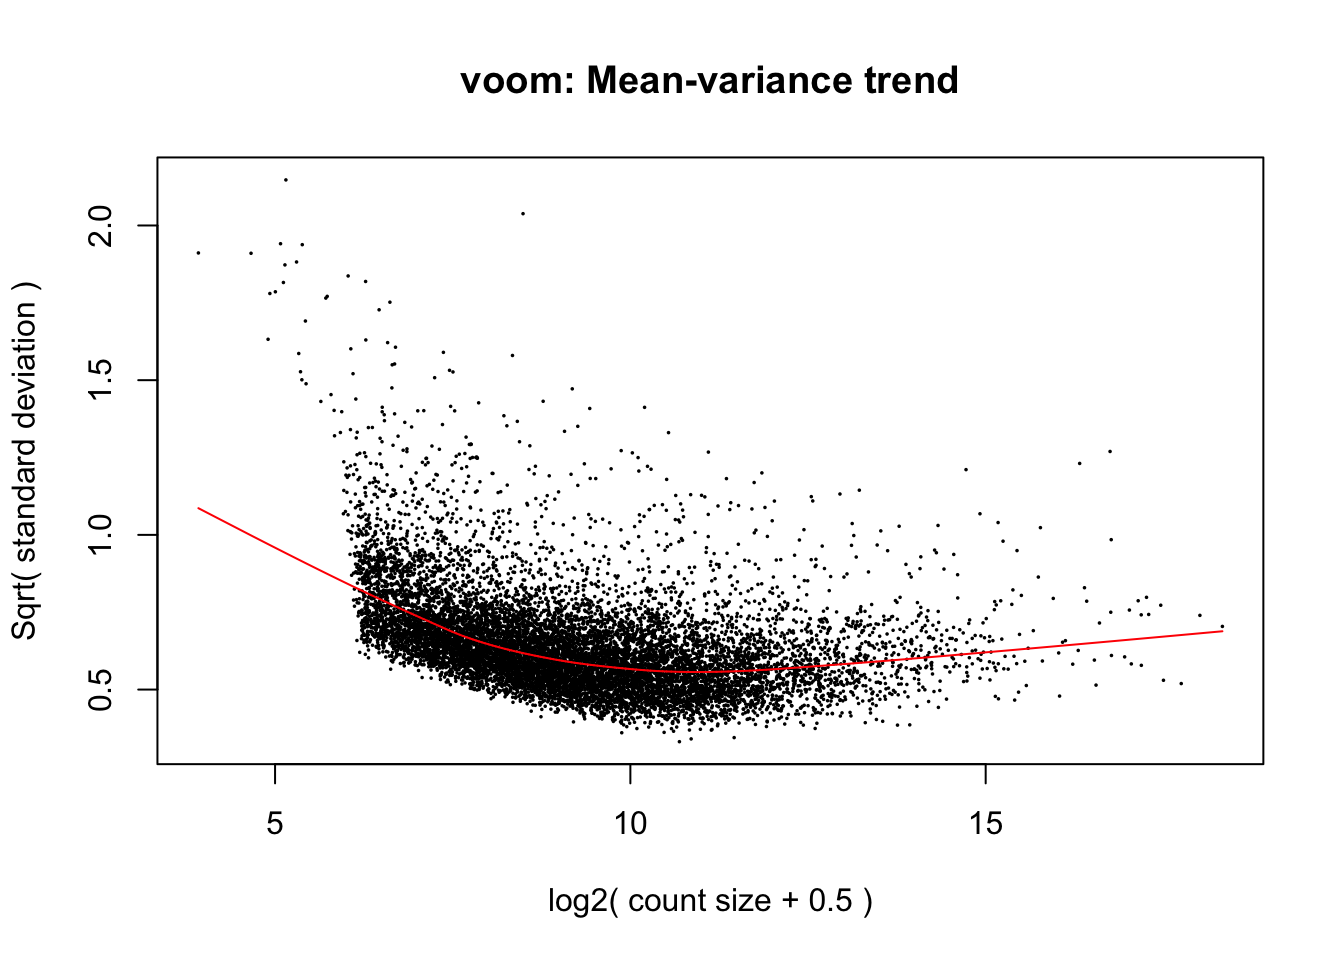 voom: Mean-variance trend
Sqrt( standard deviation )
2.0
1.5
1.0
0.5
5 10 15
log2( count size + 0.5 )